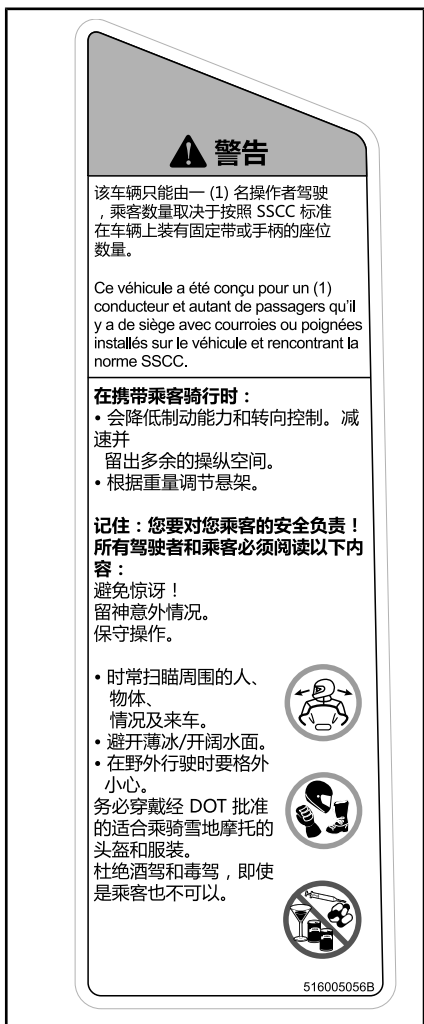 警告
该车辆只能由一 (1) 名操作者驾驶
，乘客数量取决于按照 SSCC 标准
在车辆上装有固定带或手柄的座位
数量。
Ce véhicule a été conçu pour un (1)
conducteur et autant de passagers qu'il
y a de siège avec courroies ou poignées
installés sur le véhicule et rencontrant la
norme SSCC.
在携带乘客骑行时：
• 会降低制动能力和转向控制。减
速并
留出多余的操纵空间。
• 根据重量调节悬架。
记住：您要对您乘客的安全负责！
所有驾驶者和乘客必须阅读以下内
容：
避免惊讶！
留神意外情况。
保守操作。
• 时常扫瞄周围的人、
物体、
情况及来车。
• 避开薄冰/开阔水面。
• 在野外行驶时要格外
小心。
务必穿戴经 DOT 批准
的适合乘骑雪地摩托的
头盔和服装。
杜绝酒驾和毒驾，即使
是乘客也不可以。
516005056B